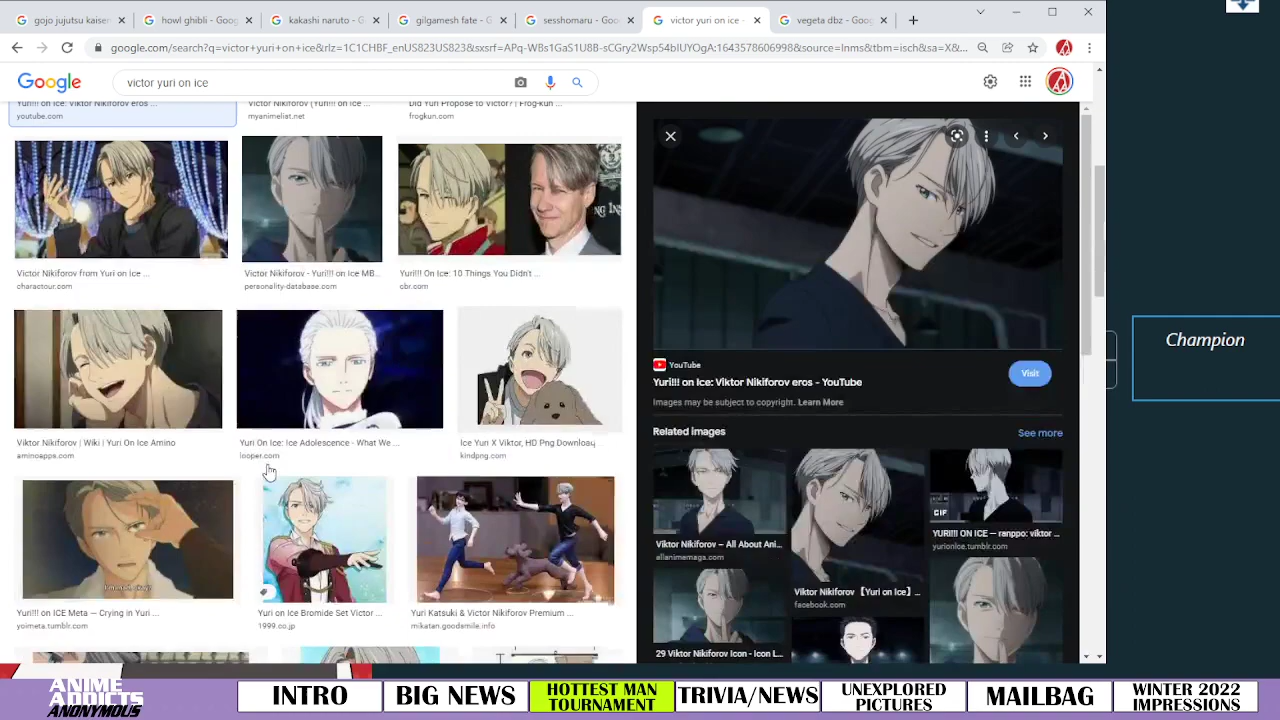 gojo jujutsu kaisen
howl ghibli -
kakashi naruto
gilgamesh fate -
sesshomaru -
victor yuri on ice -
vegeta dbz -
google.com/search?q=victor+yuri+on+ice&rlz=1C1CHBF_enUS823US823&sxsrf=APq-WBs1GaS1U8B-sCGry2Wsp54blUYOgA:1643578606998&source=lnms&tbm=isch&sa=X&...
Google
victor yuri on ice
Yuri!!! on Ice: Viktor Nikiforov eros ...
youtube.com
Victor Nikiforov (Yuri!!! on Ice ...
myanimelist.net
Did Yuri Propose to Victor? | Frog-kun ...
frogkun.com
Victor Nikiforov from Yuri on Ice ...
charactour.com
Victor Nikiforov - Yuri!!! on Ice MB...
personality-database.com
Yuri!!! On Ice: 10 Things You Didn't ...
cbr.com
Viktor Nikiforov | Wiki | Yuri On Ice Amino
aminoapps.com
Yuri On Ice: Ice Adolescence - What We ...
looper.com
Ice Yuri X Viktor, HD Png Download, ...
kindpng.com
Yuri!!! on ICE Meta — Crying in Yuri ...
yoimeta.tumblr.com
Yuri on Ice Bromide Set Victor ...
1999.co.jp
Yuri Katsuki & Victor Nikiforov Premium ...
mikatan.goodsmile.info
YouTube
Yuri!!! on Ice: Viktor Nikiforov eros - YouTube
Visit
Images may be subject to copyright. Learn More
Related images
See more
Viktor Nikiforov – All About Ani...
allanimemaga.com
Viktor Nikiforov【Yuri on Ice】...
facebook.com
GIF
YURI!!! ON ICE — ranppo: viktor ...
yurionice.tumblr.com
29 Viktor Nikiforov Icon - Icon L...
Champion
ANIME
ADDICTS
ANONYMOUS
INTRO
BIG NEWS
HOTTEST MAN
TOURNAMENT
TRIVIA/NEWS
UNEXPLORED
PICTURES
MAILBAG
WINTER 2022
IMPRESSIONS